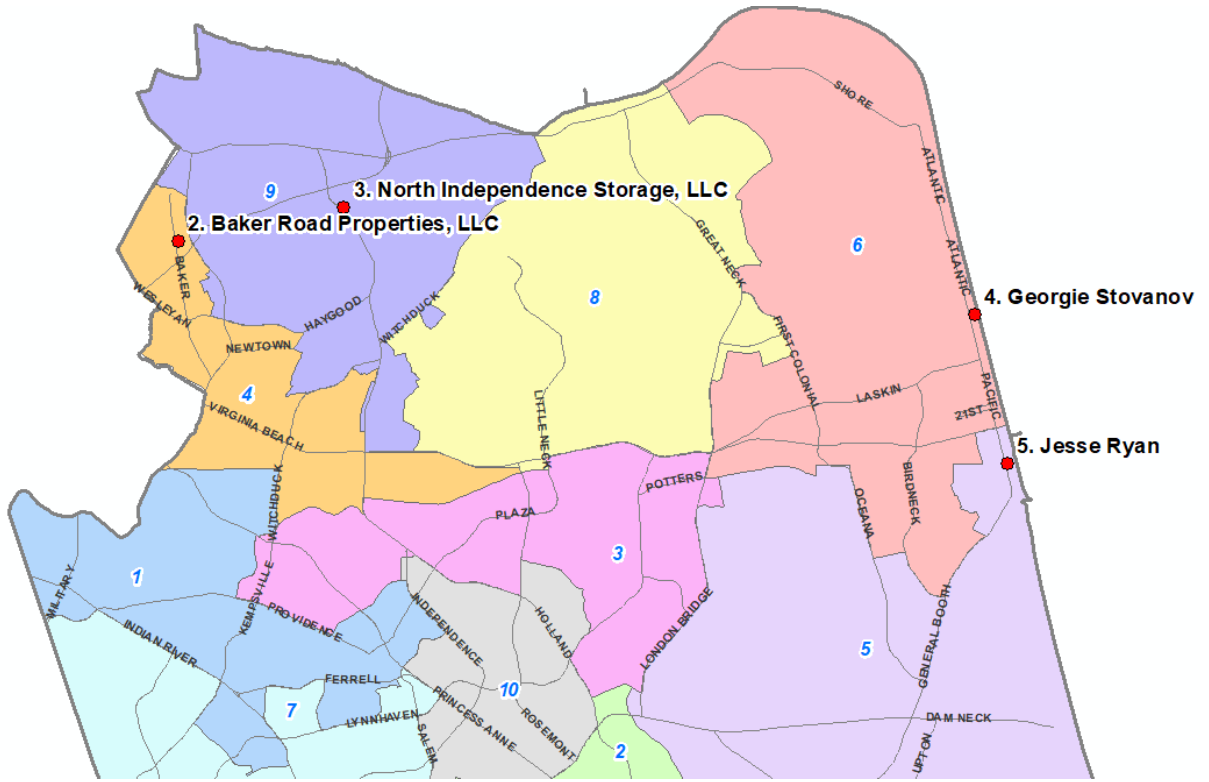 SHORE
ATLANTIC
9
3. North Independence Storage, LLC
2. Baker Road Properties, LLC
GREAT NECK
6
ATLANTIC
BAKER
WESLEYAN
8
4. Georgie Stovanov
HAYGOOD
WITCHDUCK
NEWTOWN
FIRST COLONIAL
4
LASKIN
PACIFIC
21ST
VIRGINIA BEACH
LITTLE NECK
5. Jesse Ryan
WITCHDUCK
POTTERS
BIRDNECK
OCEANA
PLAZA
3
1
MILITARY
KEMPSVILLE
PROVIDENCE
INDEPENDENCE
HOLLAND
LONDON BRIDGE
GENERAL BOOTH
INDIAN RIVER
5
FERRELL
10
7
LYNNHAVEN
PRINCESS ANNE
ROSEMONT
SALEM
DAM NECK
2
UPTON